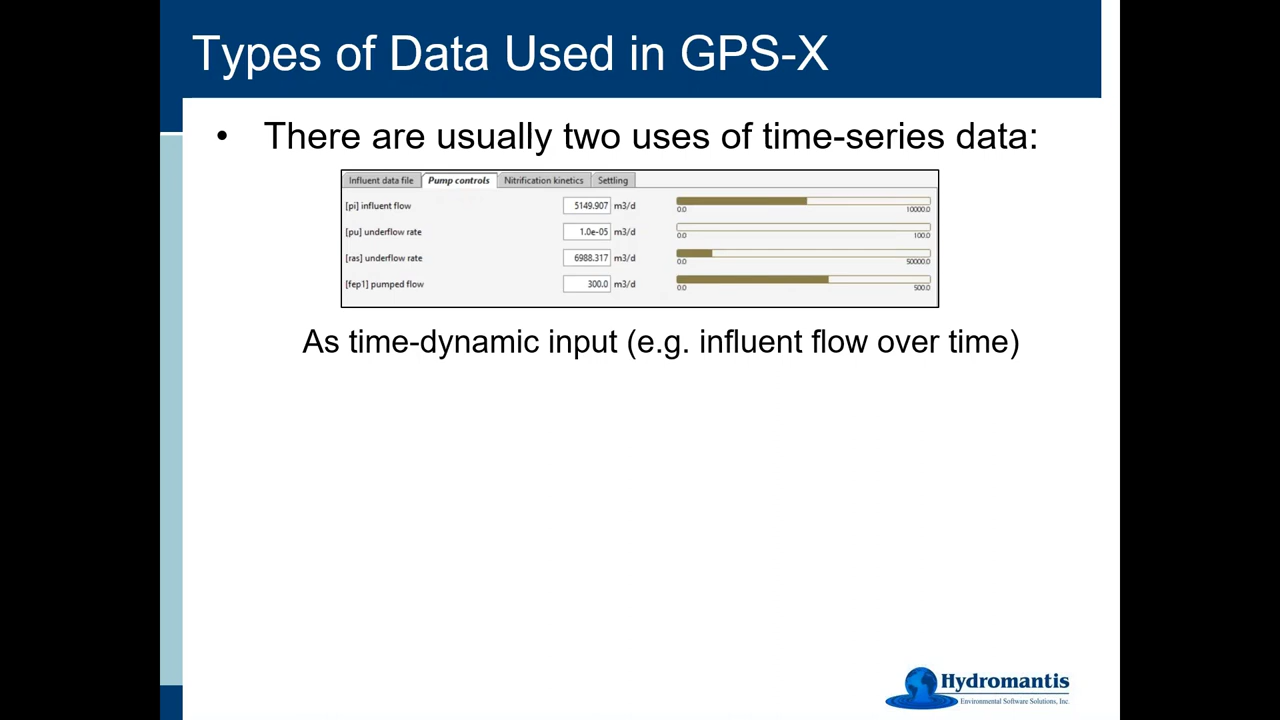 Types of Data Used in GPS-X
• There are usually two uses of time-series data:
Influent data file Pump controls Nitrification kinetics Settling
[pi] influent flow 5149.907 m3/d 0.0 10000.0
[pu] underflow rate 1.0e-05 m3/d 0.0 100.0
[ras] underflow rate 6988.317 m3/d 0.0 50000.0
[fep1] pumped flow 300.0 m3/d 0.0 500.0
As time-dynamic input (e.g. influent flow over time)
Hydromantis
Environmental Software Solutions, Inc.